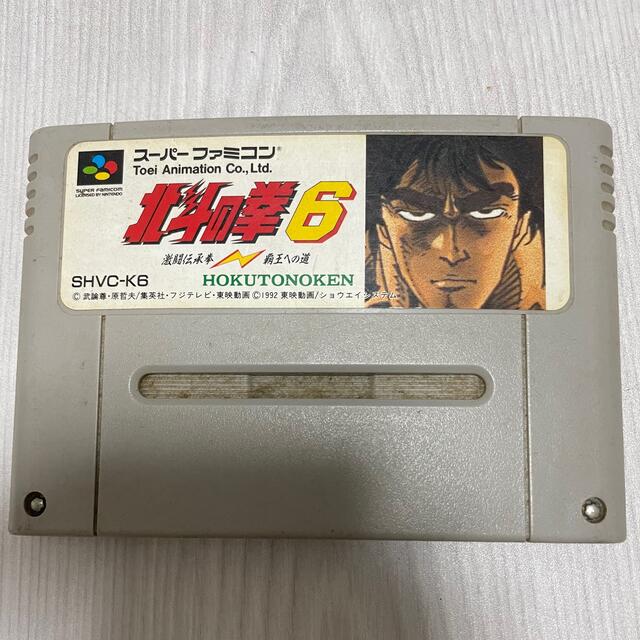 スーパーファミコン®
Toei Animation Co., Ltd.
SUPER FAMICOM
LICENSED BY NINTENDO
北斗の拳6
激闘伝承拳 覇王への道
SHVC-K6
HOKUTONOKEN
© 武論尊・原哲夫/集英社・フジテレビ・東映動画 ©1992 東映動画/ショウエイシステム